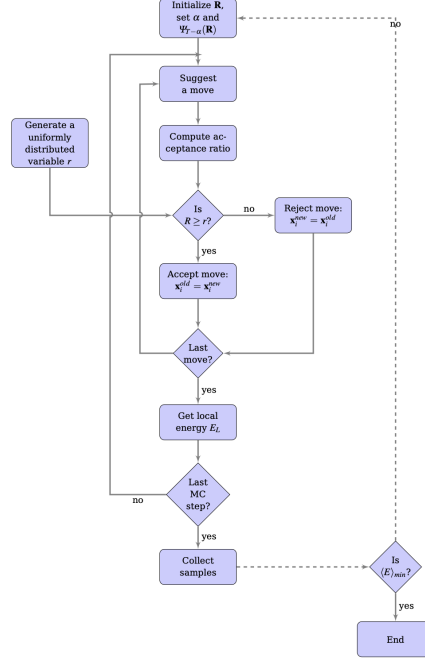 Initialize R,
set α and
Ψ_{T−α}(R)
no
Suggest
a move
Generate a
uniformly
distributed
variable r
Compute ac-
ceptance ratio
Is
R ≥ r?
no
Reject move:
x_i^{new} = x_i^{old}
yes
Accept move:
x_i^{old} = x_i^{new}
Last
move?
yes
Get local
energy E_L
Last
MC
step?
no
yes
Collect
samples
Is
⟨E⟩_{min}?
yes
End